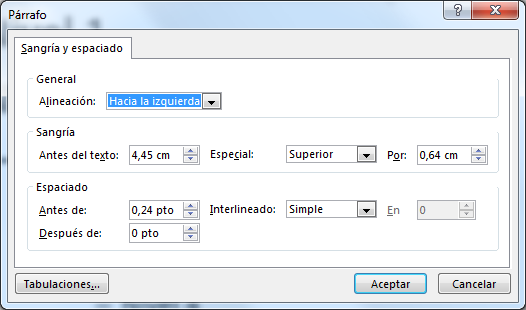 Párrafo
Sangría y espaciado
General
Alineación: Hacia la izquierda
Sangría
Antes del texto: 4,45 cm Especial: Superior Por: 0,64 cm
Espaciado
Antes de: 0,24 pto Interlineado: Simple En 0
Después de: 0 pto
Tabulaciones... Aceptar Cancelar